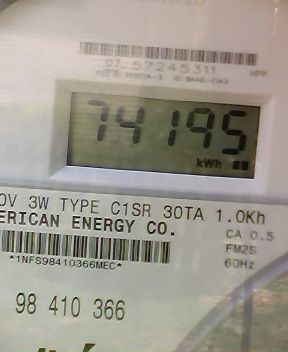 07 57245311
74195
kWh
0V 3W TYPE C1SR 30TA 1.0Kh
ERICAN ENERGY CO.
CA 0.5
FM2S
*1NFS98410366MEC*
60Hz
98 410 366